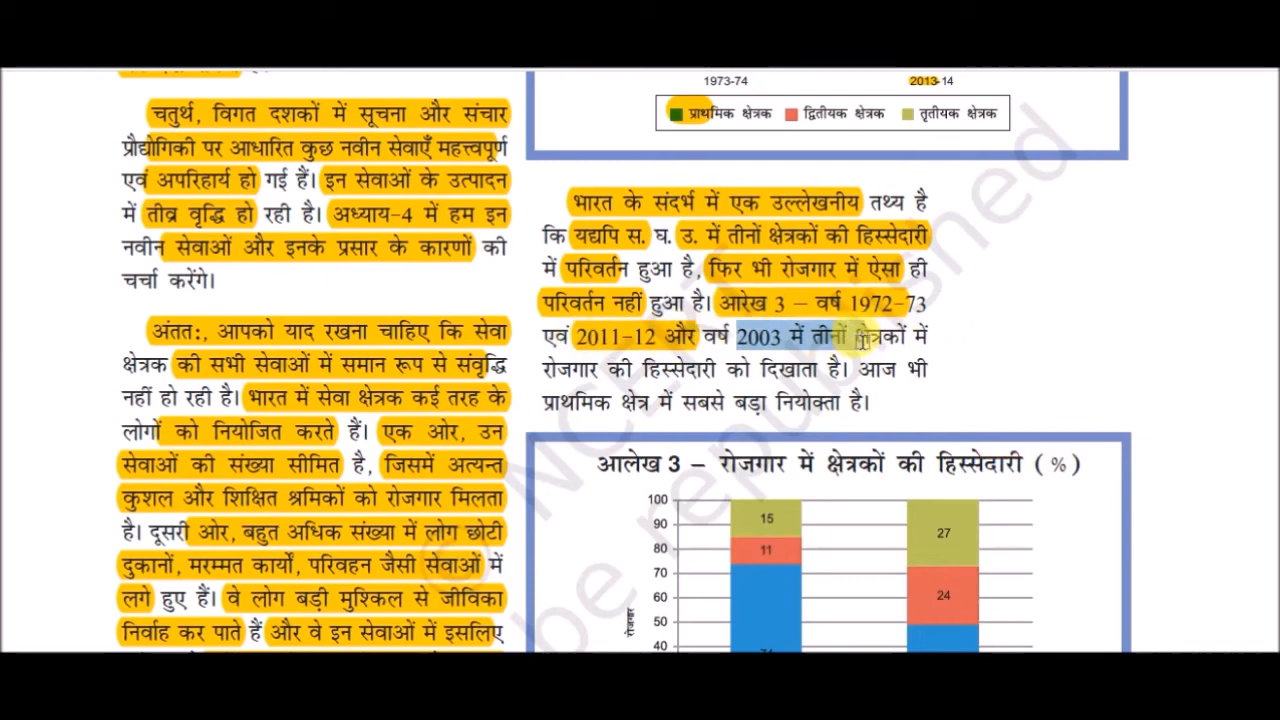 चतुर्थ, विगत दशकों में सूचना और संचार
प्रौद्योगिकी पर आधारित कुछ नवीन सेवाएँ महत्त्वपूर्ण
एवं अपरिहार्य हो गई हैं। इन सेवाओं के उत्पादन
में तीव्र वृद्धि हो रही है। अध्याय-4 में हम इन
नवीन सेवाओं और इनके प्रसार के कारणों की
चर्चा करेंगे।
अंततः, आपको याद रखना चाहिए कि सेवा
क्षेत्रक की सभी सेवाओं में समान रूप से संवृद्धि
नहीं हो रही है। भारत में सेवा क्षेत्रक कई तरह के
लोगों को नियोजित करते हैं। एक ओर, उन
सेवाओं की संख्या सीमित है, जिसमें अत्यन्त
कुशल और शिक्षित श्रमिकों को रोजगार मिलता
है। दूसरी ओर, बहुत अधिक संख्या में लोग छोटी
दुकानों, मरम्मत कार्यों, परिवहन जैसी सेवाओं में
लगे हुए हैं। वे लोग बड़ी मुश्किल से जीविका
निर्वाह कर पाते हैं और वे इन सेवाओं में इसलिए
1973-74 2013-14
प्राथमिक क्षेत्रक द्वितीयक क्षेत्रक तृतीयक क्षेत्रक
भारत के संदर्भ में एक उल्लेखनीय तथ्य है
कि यद्यपि स. घ. उ. में तीनों क्षेत्रकों की हिस्सेदारी
में परिवर्तन हुआ है, फिर भी रोजगार में ऐसा ही
परिवर्तन नहीं हुआ है। आरेख 3 – वर्ष 1972-73
एवं 2011-12 और वर्ष 2003 में तीनों क्षेत्रकों में
रोजगार की हिस्सेदारी को दिखाता है। आज भी
प्राथमिक क्षेत्र में सबसे बड़ा नियोक्ता है।
आलेख 3 – रोजगार में क्षेत्रकों की हिस्सेदारी (%)
100
90
80
70
60
50
40
रोजगार
15
11
27
24
© NCERT
be republished